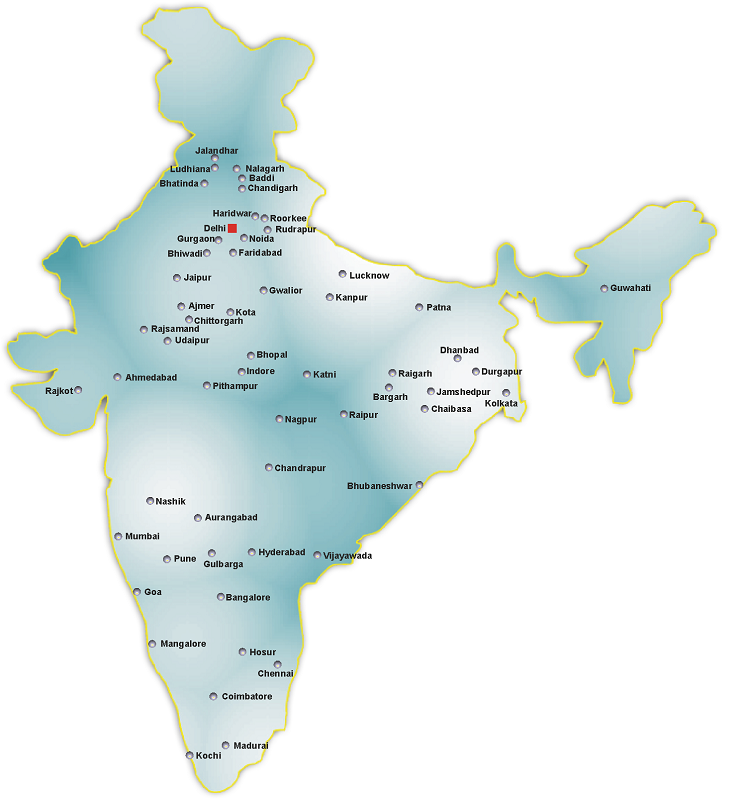 Jalandhar
Ludhiana
Nalagarh
Baddi
Bhatinda
Chandigarh
Haridwar
Roorkee
Delhi
Rudrapur
Gurgaon
Noida
Bhiwadi
Faridabad
Jaipur
Lucknow
Gwalior
Guwahati
Kanpur
Ajmer
Patna
Kota
Chittorgarh
Rajsamand
Udaipur
Dhanbad
Bhopal
Indore
Katni
Raigarh
Durgapur
Ahmedabad
Pithampur
Rajkot
Bargarh
Jamshedpur
Kolkata
Chaibasa
Raipur
Nagpur
Chandrapur
Bhubaneshwar
Nashik
Aurangabad
Mumbai
Hyderabad
Vijayawada
Pune
Gulbarga
Goa
Bangalore
Mangalore
Hosur
Chennai
Coimbatore
Madurai
Kochi